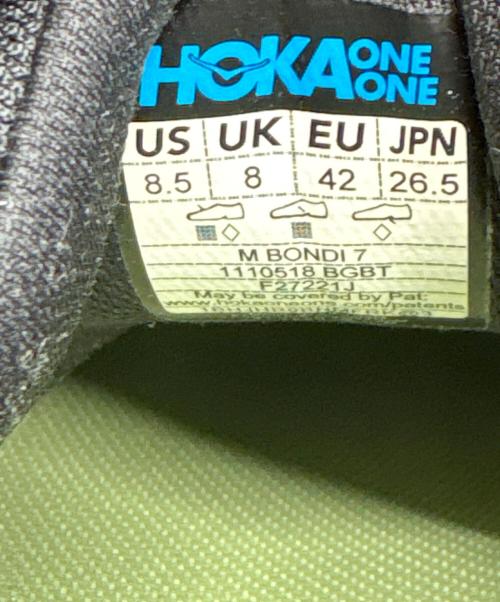 HOKA ONE ONE
US UK EU JPN
8.5 8 42 26.5
M BONDI 7
1110518 BGBT
F27221J
May be covered by Pat:
www.hokaoneone.com/patents